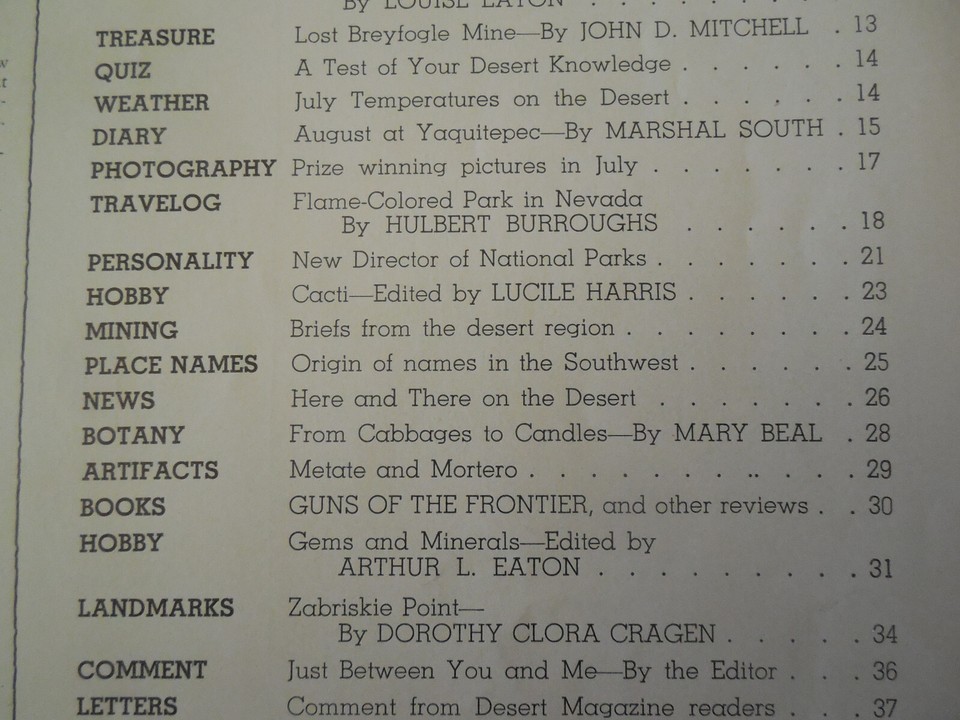 By LOUISE EATON . . . . . . . .
TREASURE Lost Breyfogle Mine—By JOHN D. MITCHELL . 13
QUIZ A Test of Your Desert Knowledge . . . . . . 14
WEATHER July Temperatures on the Desert . . . . . . 14
DIARY August at Yaquitepec—By MARSHAL SOUTH . 15
PHOTOGRAPHY Prize winning pictures in July . . . . . . . 17
TRAVELOG Flame-Colored Park in Nevada
By HULBERT BURROUGHS . . . . . . 18
PERSONALITY New Director of National Parks . . . . . . . 21
HOBBY Cacti—Edited by LUCILE HARRIS . . . . . . 23
MINING Briefs from the desert region . . . . . . . . 24
PLACE NAMES Origin of names in the Southwest . . . . . . 25
NEWS Here and There on the Desert . . . . . . . 26
BOTANY From Cabbages to Candles—By MARY BEAL . 28
ARTIFACTS Metate and Mortero . . . . . . . . .. . . . 29
BOOKS GUNS OF THE FRONTIER, and other reviews . . 30
HOBBY Gems and Minerals—Edited by
ARTHUR L. EATON . . . . . . . . . . 31
LANDMARKS Zabriskie Point—
By DOROTHY CLORA CRAGEN . . . . . 34
COMMENT Just Between You and Me—By the Editor . . . 36
LETTERS Comment from Desert Magazine readers . . . 37